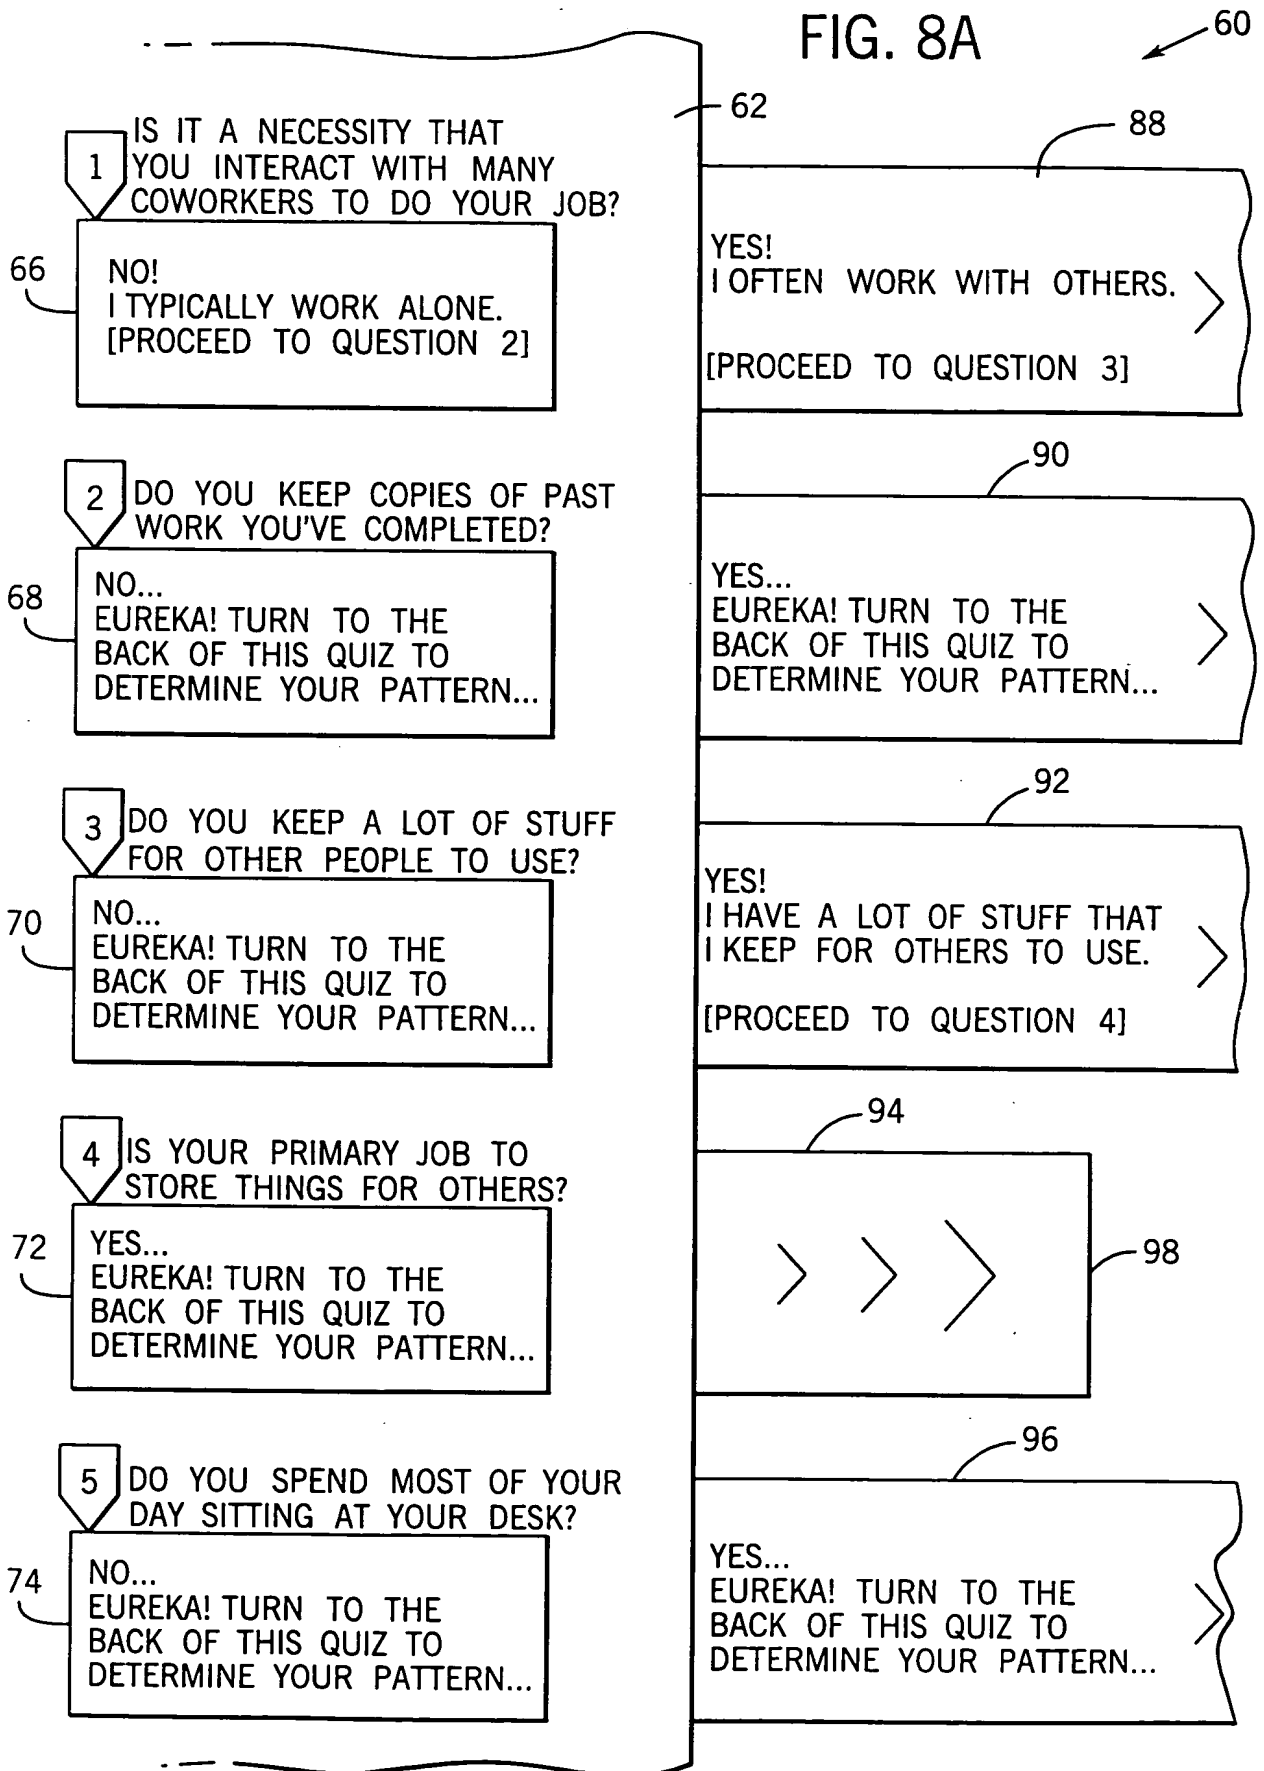 FIG. 8A
60
62
1
IS IT A NECESSITY THAT
YOU INTERACT WITH MANY
COWORKERS TO DO YOUR JOB?
66
NO!
I TYPICALLY WORK ALONE.
[PROCEED TO QUESTION 2]
88
YES!
I OFTEN WORK WITH OTHERS.
[PROCEED TO QUESTION 3]
2
DO YOU KEEP COPIES OF PAST
WORK YOU'VE COMPLETED?
68
NO...
EUREKA! TURN TO THE
BACK OF THIS QUIZ TO
DETERMINE YOUR PATTERN...
90
YES...
EUREKA! TURN TO THE
BACK OF THIS QUIZ TO
DETERMINE YOUR PATTERN...
3
DO YOU KEEP A LOT OF STUFF
FOR OTHER PEOPLE TO USE?
70
NO...
EUREKA! TURN TO THE
BACK OF THIS QUIZ TO
DETERMINE YOUR PATTERN...
92
YES!
I HAVE A LOT OF STUFF THAT
I KEEP FOR OTHERS TO USE.
[PROCEED TO QUESTION 4]
4
IS YOUR PRIMARY JOB TO
STORE THINGS FOR OTHERS?
72
YES...
EUREKA! TURN TO THE
BACK OF THIS QUIZ TO
DETERMINE YOUR PATTERN...
94
98
5
DO YOU SPEND MOST OF YOUR
DAY SITTING AT YOUR DESK?
74
NO...
EUREKA! TURN TO THE
BACK OF THIS QUIZ TO
DETERMINE YOUR PATTERN...
96
YES...
EUREKA! TURN TO THE
BACK OF THIS QUIZ TO
DETERMINE YOUR PATTERN...